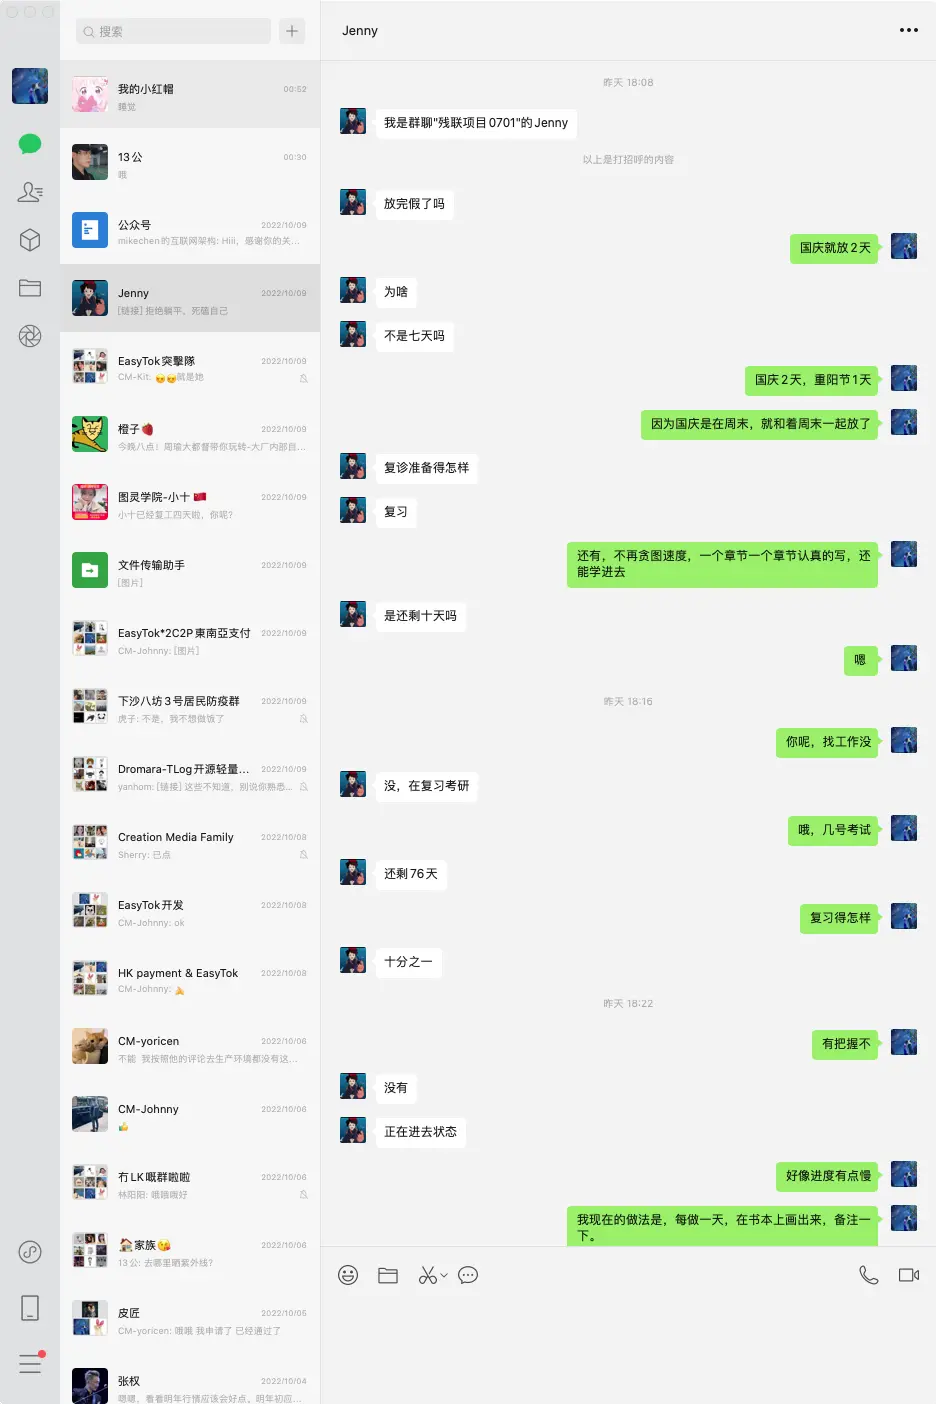 搜索
我的小红帽
00:52
睡觉
13公
00:30
哦
公众号
2022/10/09
mikechen的互联网架构: Hiii，感谢你的关...
Jenny
2022/10/09
[链接] 拒绝躺平，死磕自己
EasyTok突擊隊
2022/10/09
CM-Kit: 就是她
橙子
2022/10/09
今晚八点！周瑜大都督带你玩转-大厂内部目...
图灵学院-小十
2022/10/09
小十已经复工四天啦，你呢?
文件传输助手
2022/10/09
[图片]
EasyTok*2C2P東南亞支付
2022/10/09
CM-Johnny: [图片]
下沙八坊3号居民防疫群
2022/10/09
虎子: 不是，我不想做饭了
Dromara-TLog开源轻量...
2022/10/09
yanhom: [链接] 这些不知道，别说你熟悉...
Creation Media Family
2022/10/08
Sherry: 已点
EasyTok开发
2022/10/08
CM-Johnny: ok
HK payment & EasyTok
2022/10/08
CM-Johnny:
CM-yoricen
2022/10/06
不能 我按照他的评论去生产环境都没有这...
CM-Johnny
2022/10/06
冇LK嘅群啦啦
2022/10/06
林阳阳: 哦哦哦好
家族
2022/10/06
13公: 去哪里晒紫外线?
皮匠
2022/10/05
CM-yoricen: 哦哦 我申请了 已经通过了
张权
2022/10/04
嗯嗯，看看明年行情应该会好点。明年初应...
Jenny
昨天 18:08
我是群聊"残联项目0701"的Jenny
以上是打招呼的内容
放完假了吗
国庆就放2天
为啥
不是七天吗
国庆2天，重阳节1天
因为国庆是在周末，就和着周末一起放了
复诊准备得怎样
复习
还有，不再贪图速度，一个章节一个章节认真的写，还
能学进去
是还剩十天吗
嗯
昨天 18:16
你呢，找工作没
没，在复习考研
哦，几号考试
还剩76天
复习得怎样
十分之一
昨天 18:22
有把握不
没有
正在进去状态
好像进度有点慢
我现在的做法是，每做一天，在书本上画出来，备注一
下。